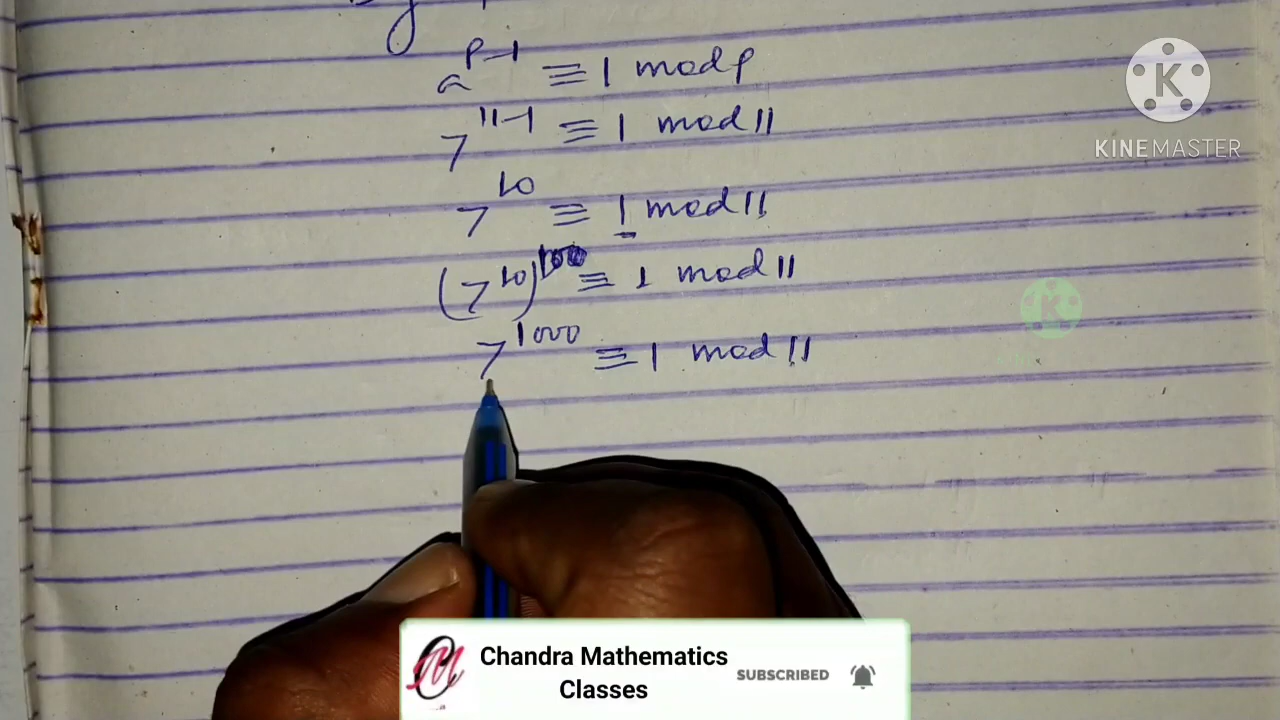 By
a^{p-1} ≡ 1 mod p
7^{11-1} ≡ 1 mod 11
7^{10} ≡ 1 mod 11
(7^{10})^{100} ≡ 1 mod 11
7^{1000} ≡ 1 mod 11
KINEMASTER
Chandra Mathematics
Classes
SUBSCRIBED